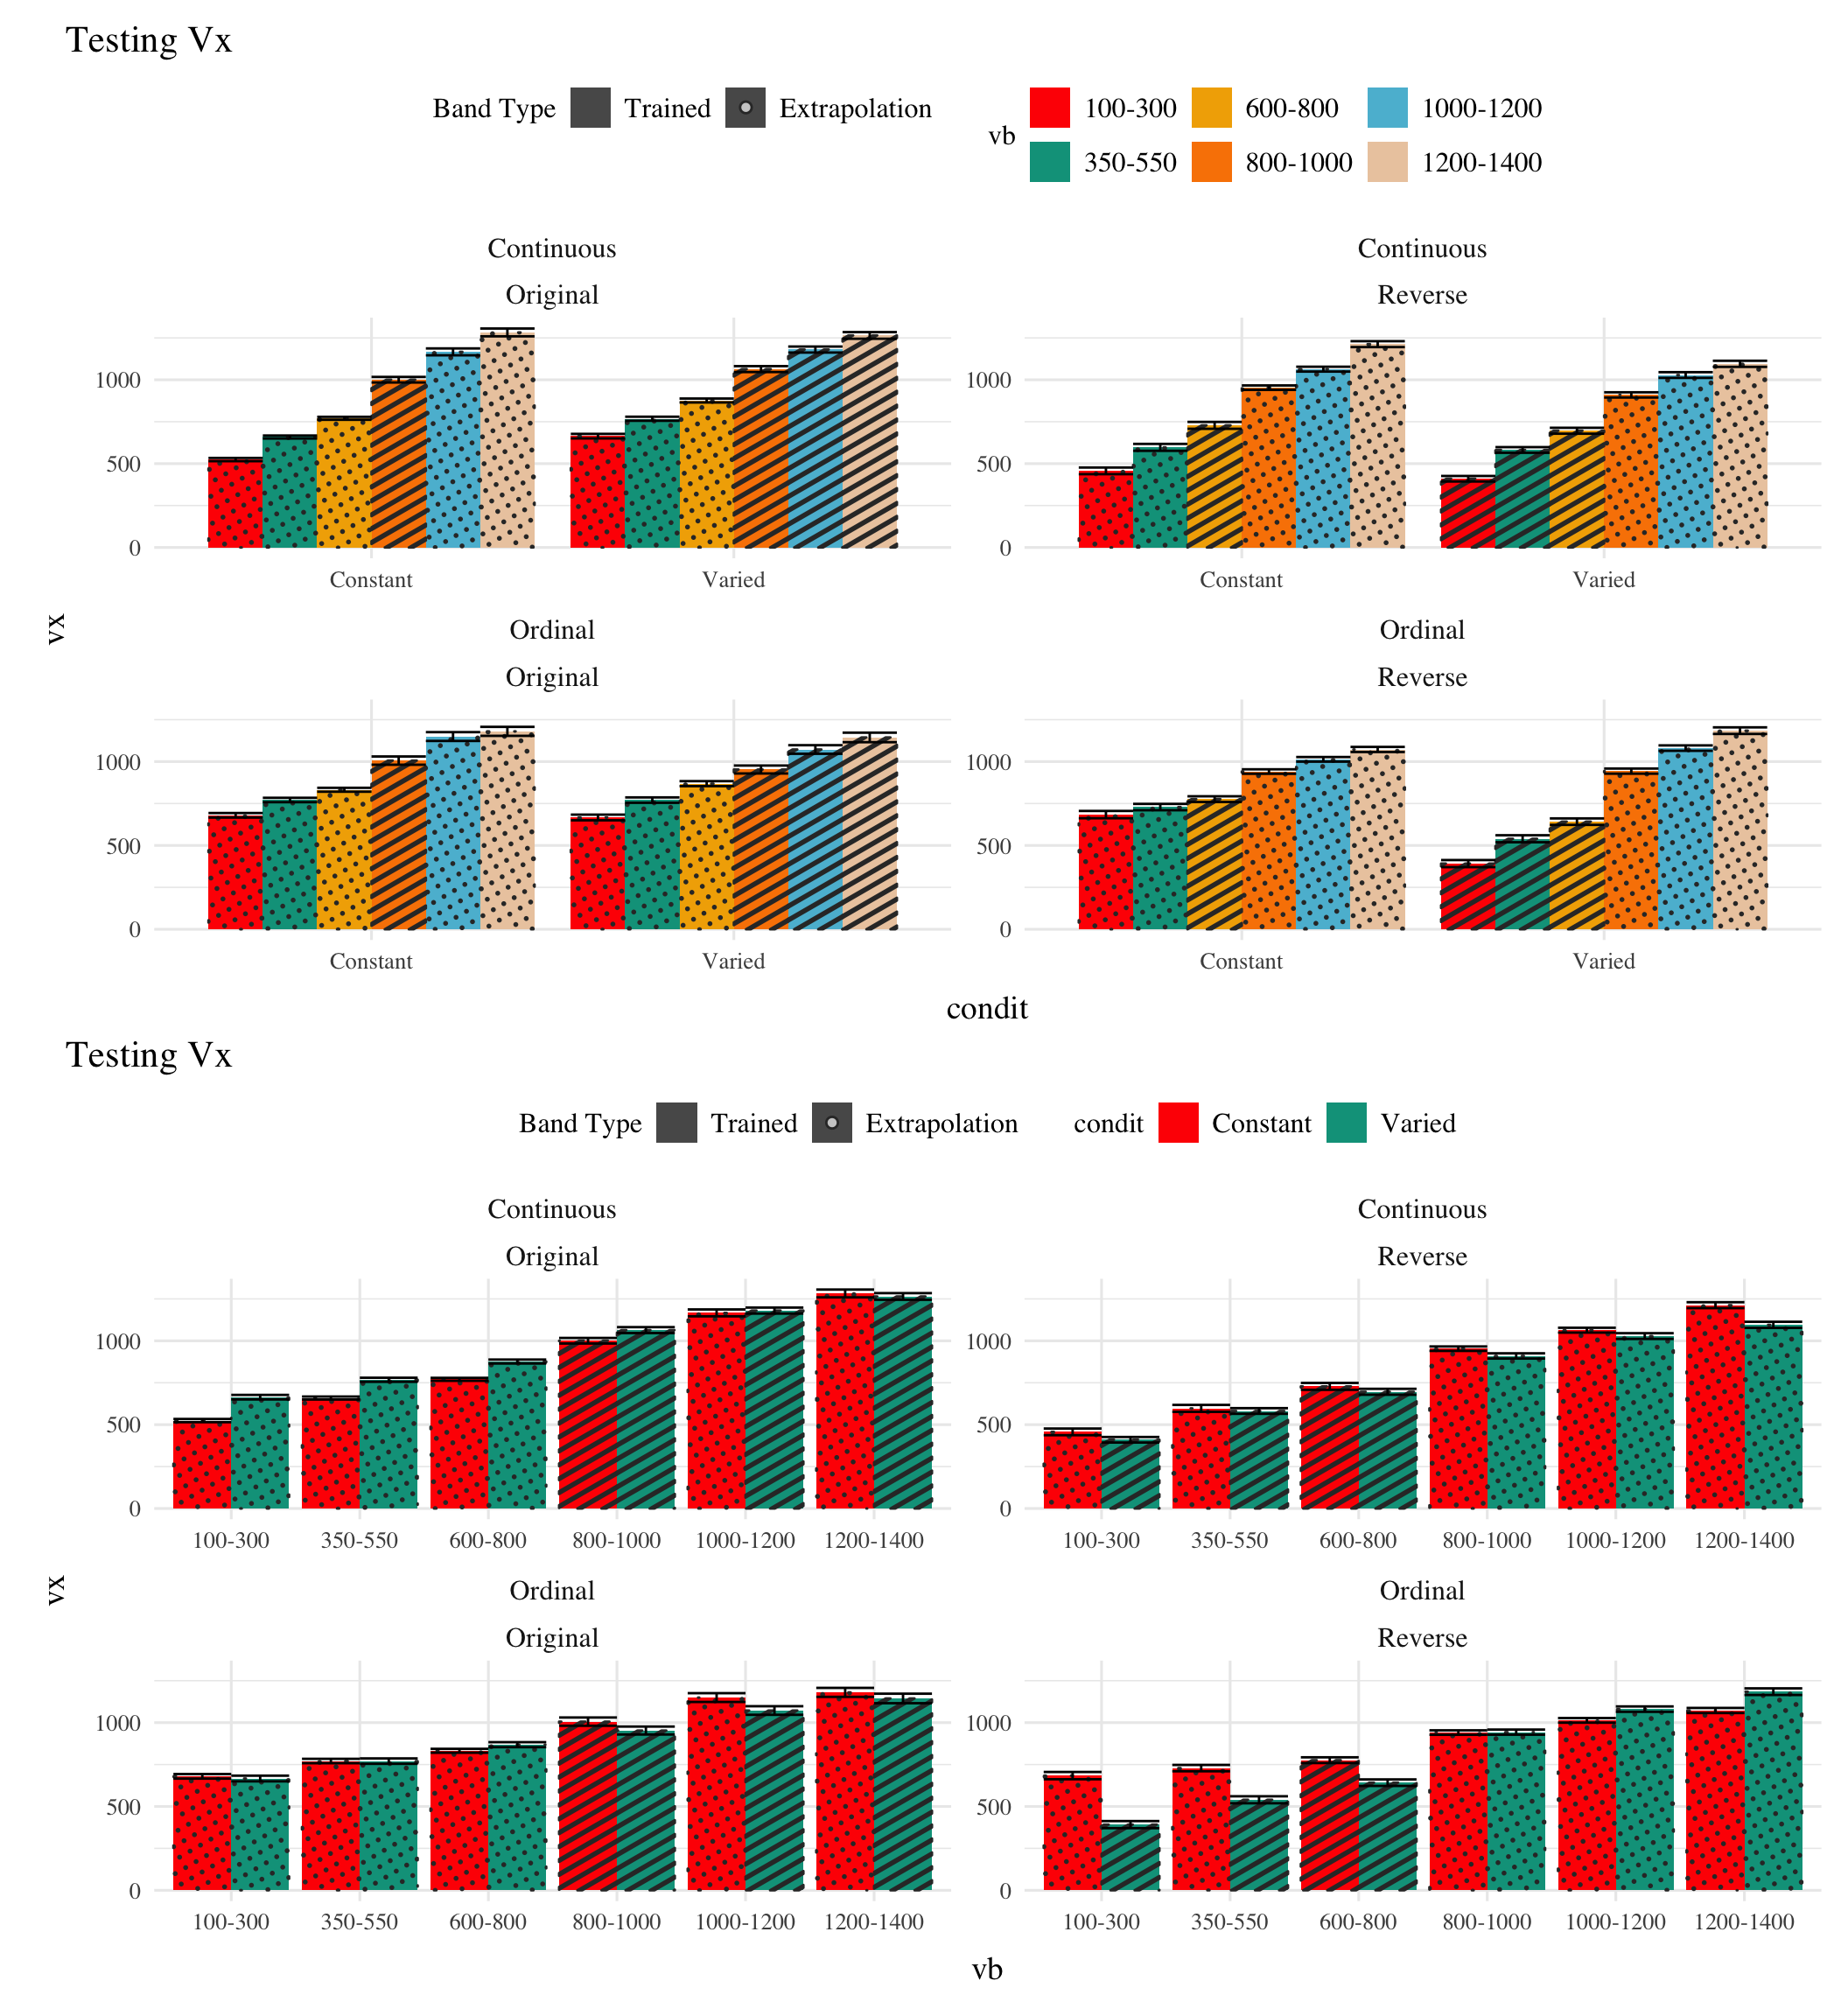 Testing Vx
Band Type Trained Extrapolation
vb
100-300 600-800 1000-1200
350-550 800-1000 1200-1400
Continuous Continuous
Original Reverse
1000 1000
500 500
0 0
Constant Varied Constant Varied
vx
Ordinal Ordinal
Original Reverse
1000 1000
500 500
0 0
Constant Varied Constant Varied
condit
Testing Vx
Band Type Trained Extrapolation condit Constant Varied
Continuous Continuous
Original Reverse
1000 1000
500 500
0 0
100-300 350-550 600-800 800-1000 1000-1200 1200-1400 100-300 350-550 600-800 800-1000 1000-1200 1200-1400
vx
Ordinal Ordinal
Original Reverse
1000 1000
500 500
0 0
100-300 350-550 600-800 800-1000 1000-1200 1200-1400 100-300 350-550 600-800 800-1000 1000-1200 1200-1400
vb